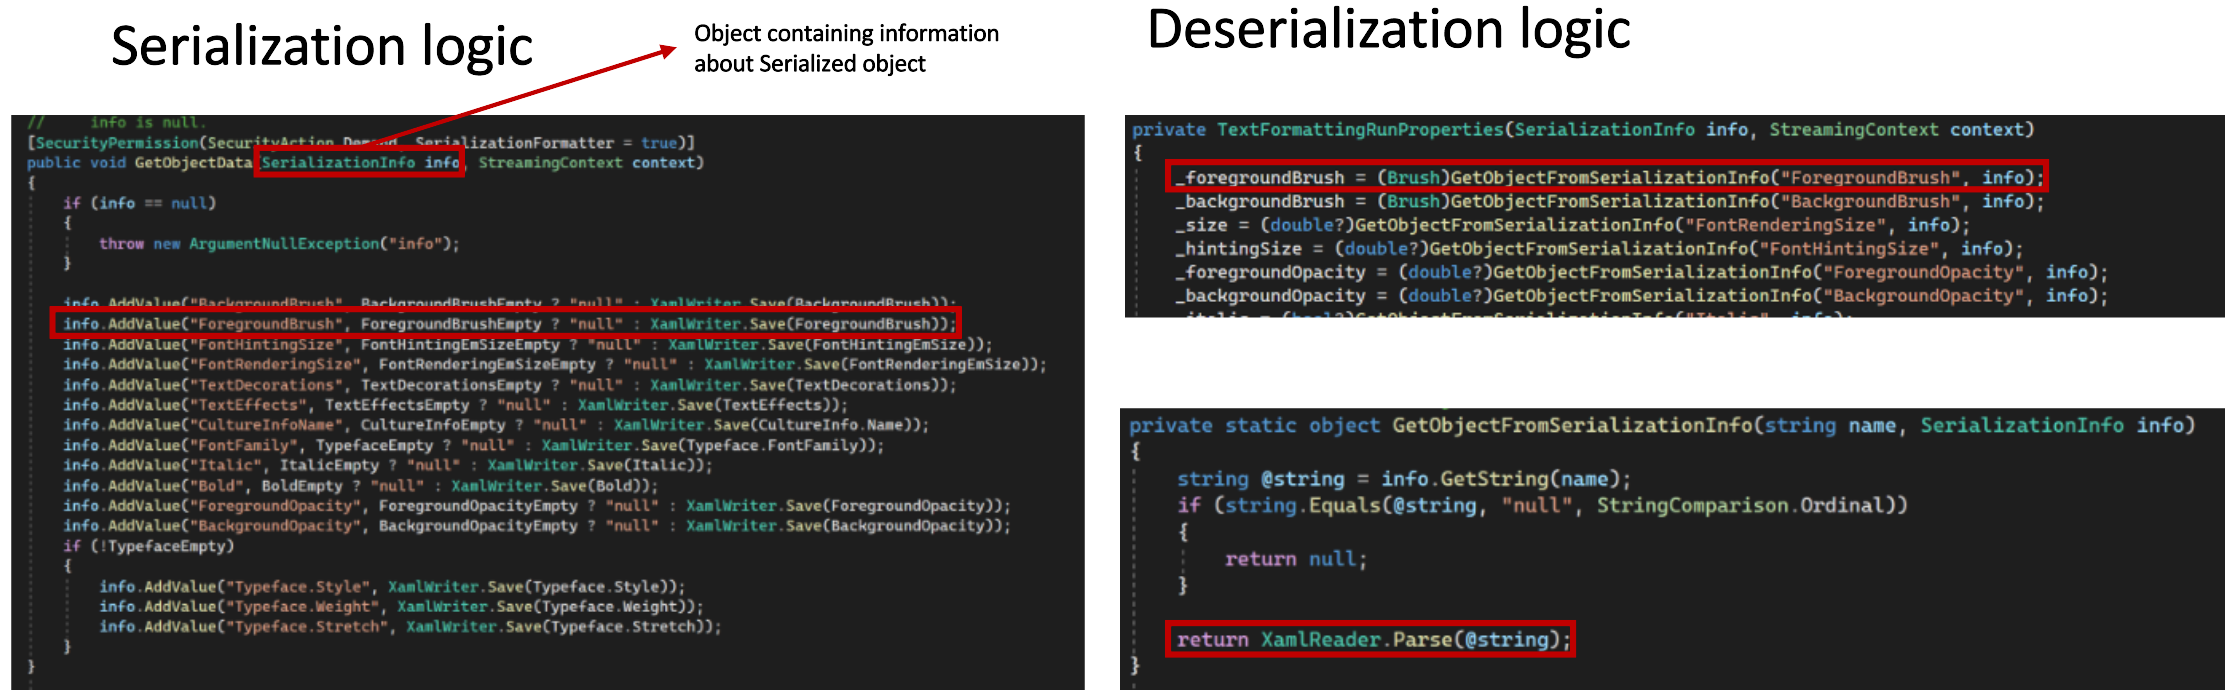 Serialization logic
Object containing information
about Serialized object
//     info is null.
[SecurityPermission(SecurityAction.Demand, SerializationFormatter = true)]
public void GetObjectData(SerializationInfo info, StreamingContext context)
{
if (info == null)
{
throw new ArgumentNullException("info");
}
info.AddValue("BackgroundBrush", BackgroundBrushEmpty ? "null" : XamlWriter.Save(BackgroundBrush));
info.AddValue("ForegroundBrush", ForegroundBrushEmpty ? "null" : XamlWriter.Save(ForegroundBrush));
info.AddValue("FontHintingSize", FontHintingEmSizeEmpty ? "null" : XamlWriter.Save(FontHintingEmSize));
info.AddValue("FontRenderingSize", FontRenderingEmSizeEmpty ? "null" : XamlWriter.Save(FontRenderingEmSize));
info.AddValue("TextDecorations", TextDecorationsEmpty ? "null" : XamlWriter.Save(TextDecorations));
info.AddValue("TextEffects", TextEffectsEmpty ? "null" : XamlWriter.Save(TextEffects));
info.AddValue("CultureInfoName", CultureInfoEmpty ? "null" : XamlWriter.Save(CultureInfo.Name));
info.AddValue("FontFamily", TypefaceEmpty ? "null" : XamlWriter.Save(Typeface.FontFamily));
info.AddValue("Italic", ItalicEmpty ? "null" : XamlWriter.Save(Italic));
info.AddValue("Bold", BoldEmpty ? "null" : XamlWriter.Save(Bold));
info.AddValue("ForegroundOpacity", ForegroundOpacityEmpty ? "null" : XamlWriter.Save(ForegroundOpacity));
info.AddValue("BackgroundOpacity", BackgroundOpacityEmpty ? "null" : XamlWriter.Save(BackgroundOpacity));
if (!TypefaceEmpty)
{
info.AddValue("Typeface.Style", XamlWriter.Save(Typeface.Style));
info.AddValue("Typeface.Weight", XamlWriter.Save(Typeface.Weight));
info.AddValue("Typeface.Stretch", XamlWriter.Save(Typeface.Stretch));
}
}
Deserialization logic
private TextFormattingRunProperties(SerializationInfo info, StreamingContext context)
{
_foregroundBrush = (Brush)GetObjectFromSerializationInfo("ForegroundBrush", info);
_backgroundBrush = (Brush)GetObjectFromSerializationInfo("BackgroundBrush", info);
_size = (double?)GetObjectFromSerializationInfo("FontRenderingSize", info);
_hintingSize = (double?)GetObjectFromSerializationInfo("FontHintingSize", info);
_foregroundOpacity = (double?)GetObjectFromSerializationInfo("ForegroundOpacity", info);
_backgroundOpacity = (double?)GetObjectFromSerializationInfo("BackgroundOpacity", info);
_italic = (bool?)GetObjectFromSerializationInfo("Italic", info);
private static object GetObjectFromSerializationInfo(string name, SerializationInfo info)
{
string @string = info.GetString(name);
if (string.Equals(@string, "null", StringComparison.Ordinal))
{
return null;
}
return XamlReader.Parse(@string);
}